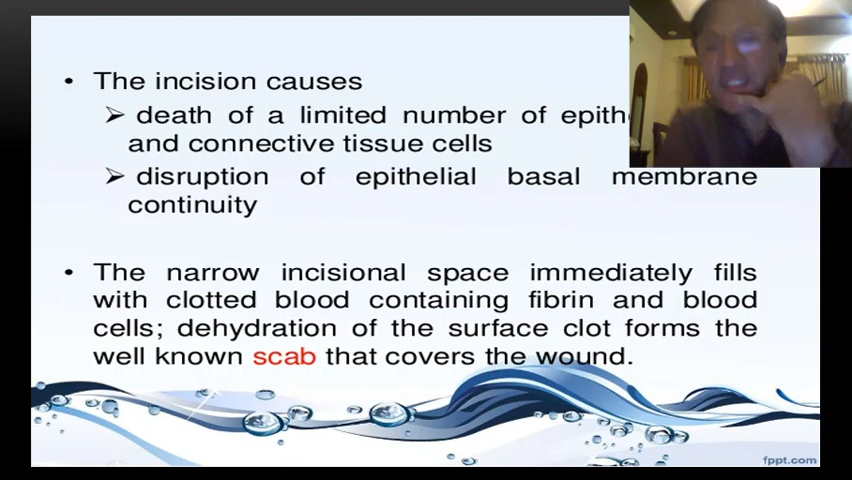 • The incision causes
➢ death of a limited number of
and connective tissue cells
➢ disruption of epithelial basal membrane
continuity
• The narrow incisional space immediately fills
with clotted blood containing fibrin and blood
cells; dehydration of the surface clot forms the
well known scab that covers the wound.
fppt.com